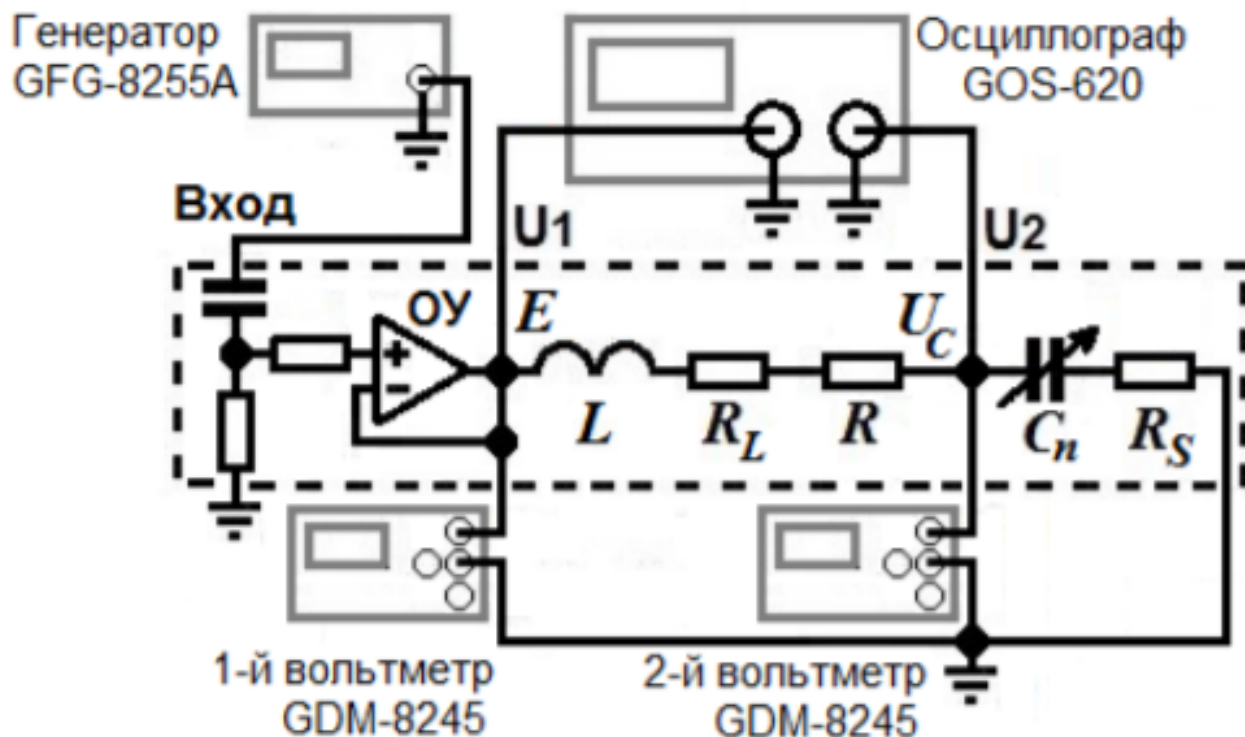 Генератор
GFG-8255A
Осциллограф
GOS-620
Вход
U1
U2
ОУ
E
U_C
+
-
L
R_L
R
C_n
R_S
1-й вольтметр
GDM-8245
2-й вольтметр
GDM-8245